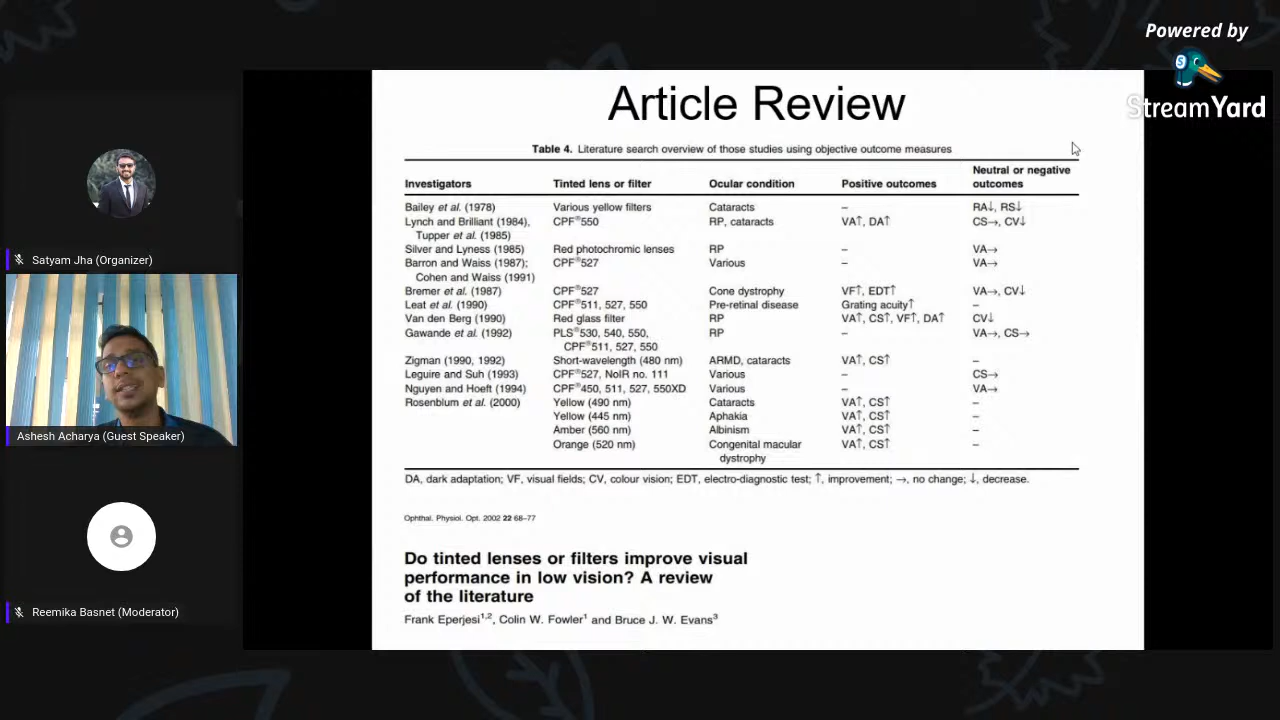 Powered by
StreamYard
Satyam Jha (Organizer)
Ashesh Acharya (Guest Speaker)
Reemika Basnet (Moderator)
Article Review
Table 4. Literature search overview of those studies using objective outcome measures
Investigators Tinted lens or filter Ocular condition Positive outcomes Neutral or negative outcomes
Bailey et al. (1978) Various yellow filters Cataracts – RA↓, RS↓
Lynch and Brilliant (1984), CPF®550 RP, cataracts VA↑, DA↑ CS→, CV↓
Tupper et al. (1985)
Silver and Lyness (1985) Red photochromic lenses RP – VA→
Barron and Waiss (1987); CPF®527 Various – VA→
Cohen and Waiss (1991)
Bremer et al. (1987) CPF®527 Cone dystrophy VF↑, EDT↑ VA→, CV↓
Leat et al. (1990) CPF®511, 527, 550 Pre-retinal disease Grating acuity↑ –
Van den Berg (1990) Red glass filter RP VA↑, CS↑, VF↑, DA↑ CV↓
Gawande et al. (1992) PLS®530, 540, 550, RP – VA→, CS→
CPF®511, 527, 550
Zigman (1990, 1992) Short-wavelength (480 nm) ARMD, cataracts VA↑, CS↑ –
Leguire and Suh (1993) CPF®527, NoIR no. 111 Various – CS→
Nguyen and Hoeft (1994) CPF®450, 511, 527, 550XD Various – VA→
Rosenblum et al. (2000) Yellow (490 nm) Cataracts VA↑, CS↑ –
Yellow (445 nm) Aphakia VA↑, CS↑ –
Amber (560 nm) Albinism VA↑, CS↑ –
Orange (520 nm) Congenital macular VA↑, CS↑ –
dystrophy
DA, dark adaptation; VF, visual fields; CV, colour vision; EDT, electro-diagnostic test; ↑, improvement; →, no change; ↓, decrease.
Ophthal. Physiol. Opt. 2002 22 68–77
Do tinted lenses or filters improve visual
performance in low vision? A review
of the literature
Frank Eperjesi1,2, Colin W. Fowler1 and Bruce J. W. Evans3